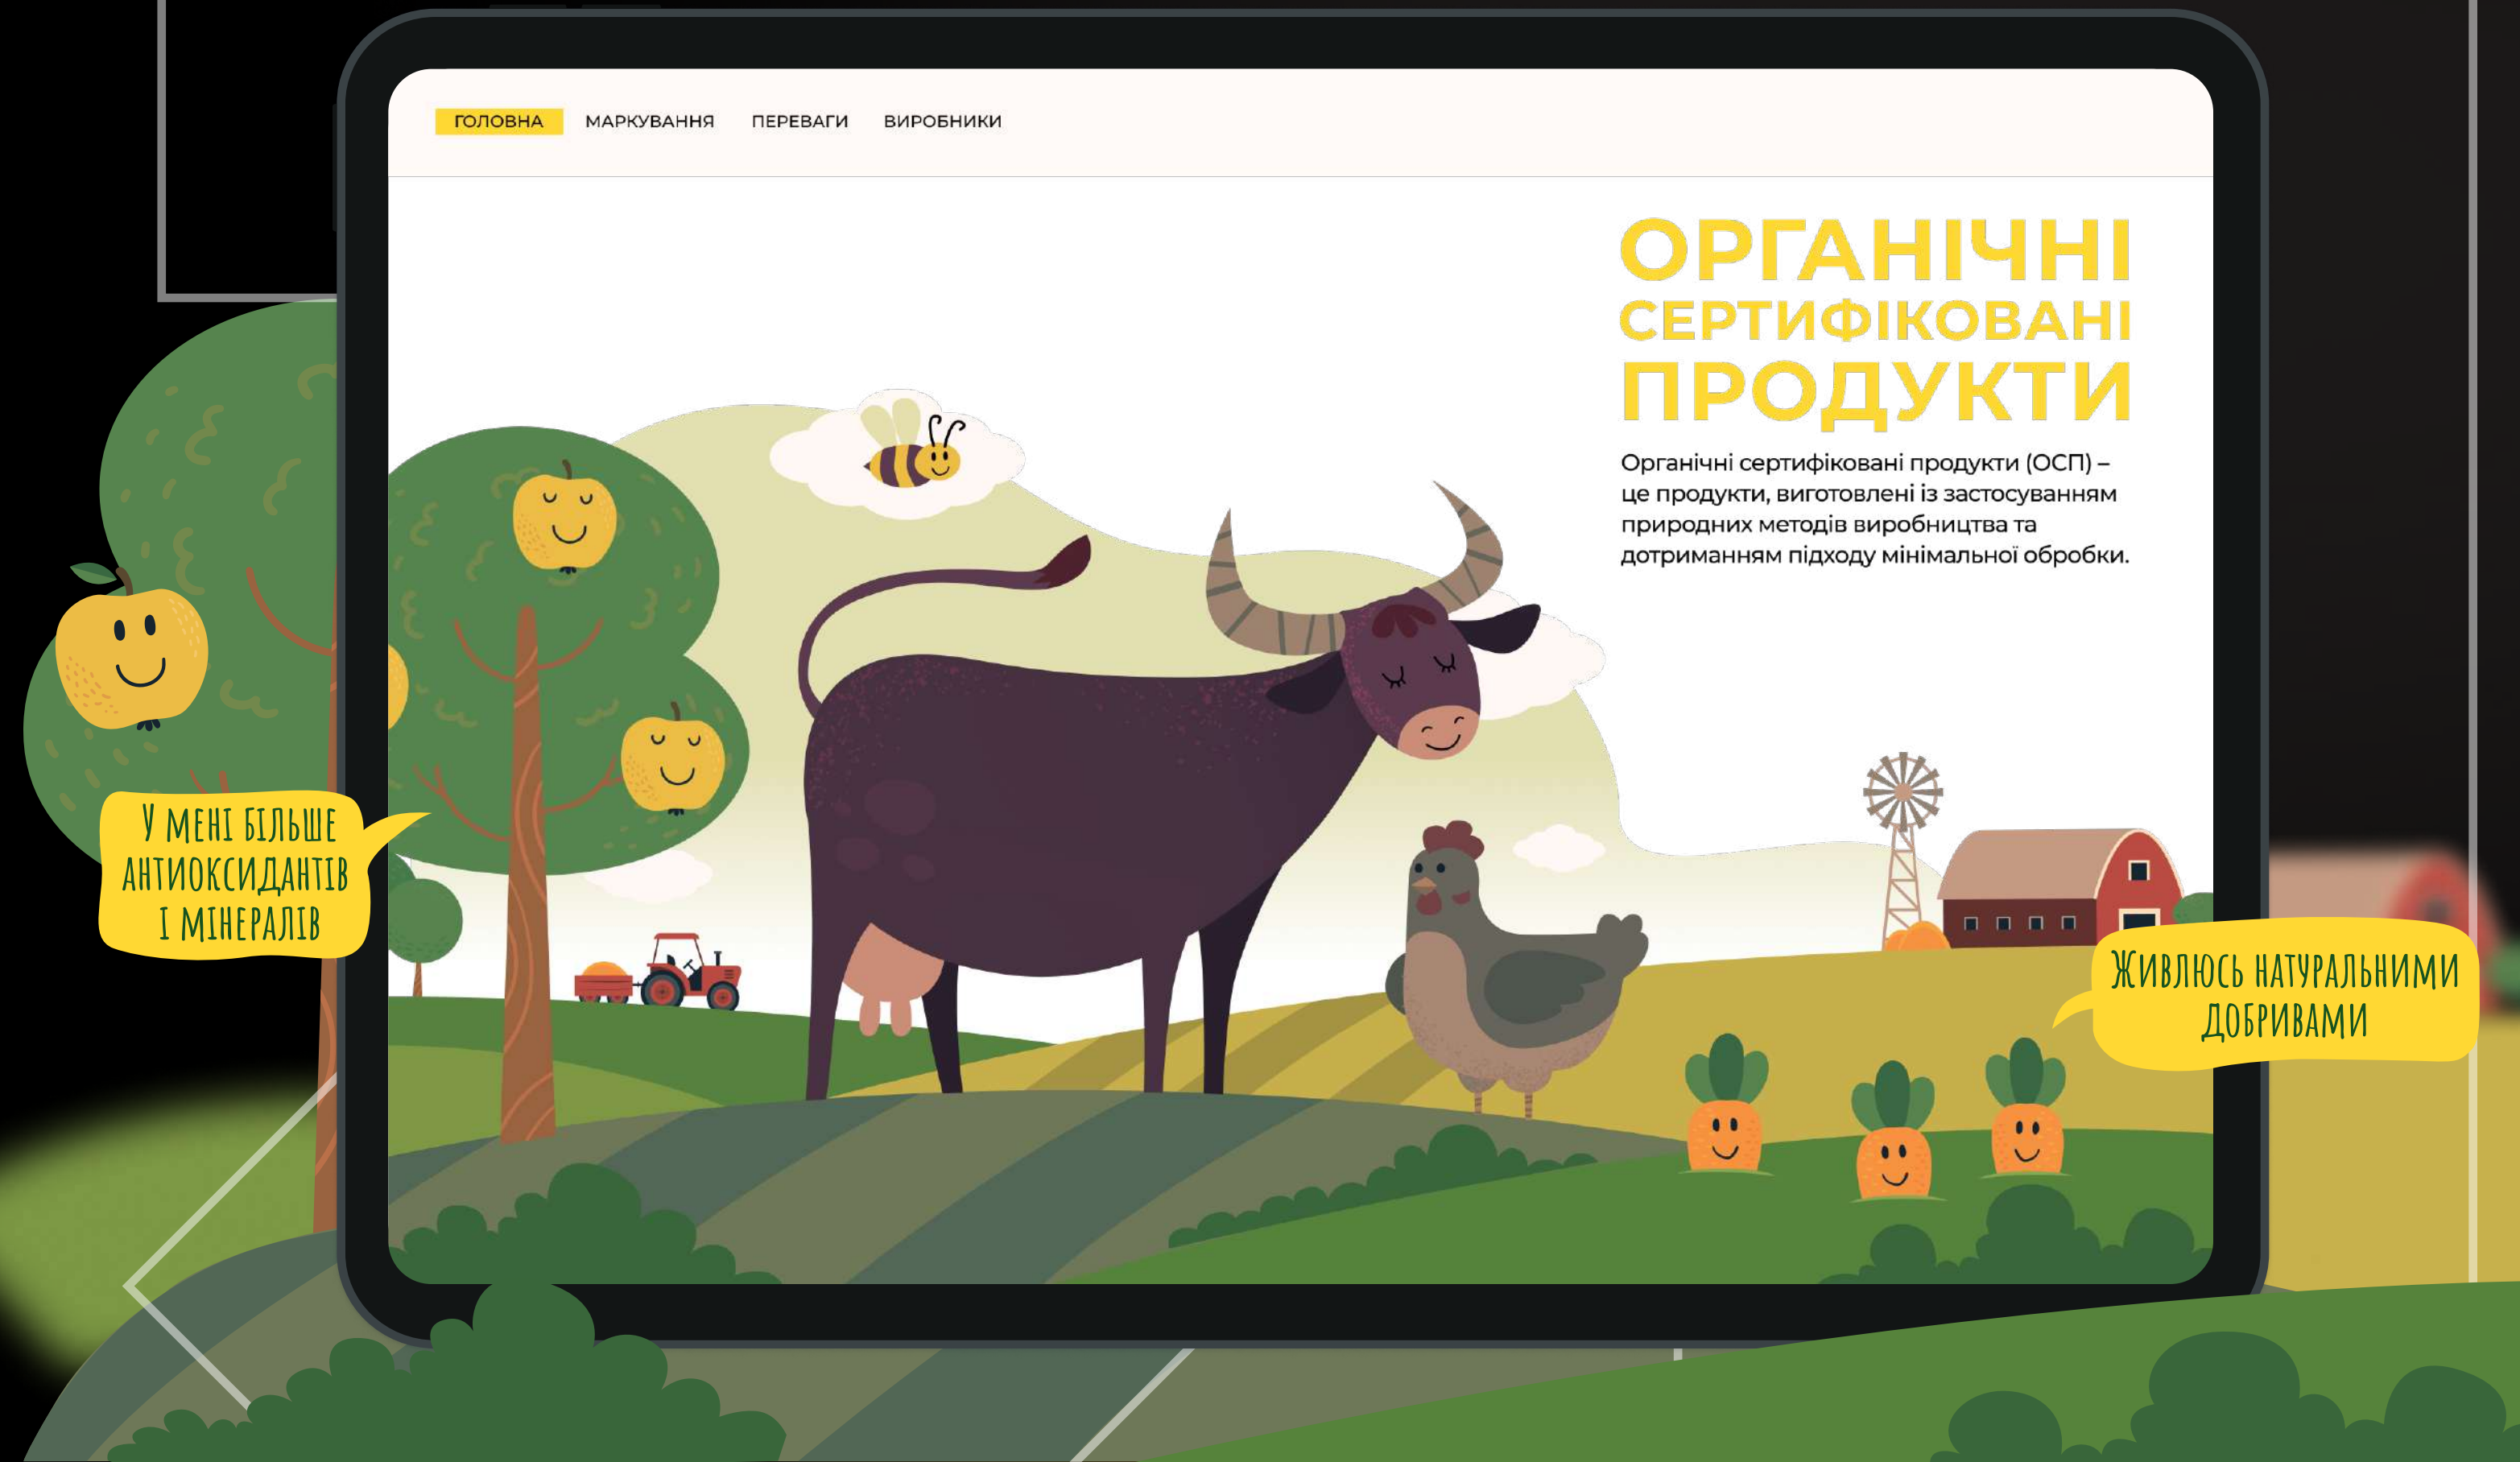 ГОЛОВНА МАРКУВАННЯ ПЕРЕВАГИ ВИРОБНИКИ
ОРГАНІЧНІ
СЕРТИФІКОВАНІ
ПРОДУКТИ
Органічні сертифіковані продукти (ОСП) –
це продукти, виготовлені із застосуванням
природних методів виробництва та
дотриманням підходу мінімальної обробки.
У МЕНІ БІЛЬШЕ
АНТИОКСИДАНТІВ
І МІНЕРАЛІВ
ЖИВЛЮСЬ НАТУРАЛЬНИМИ
ДОБРИВАМИ